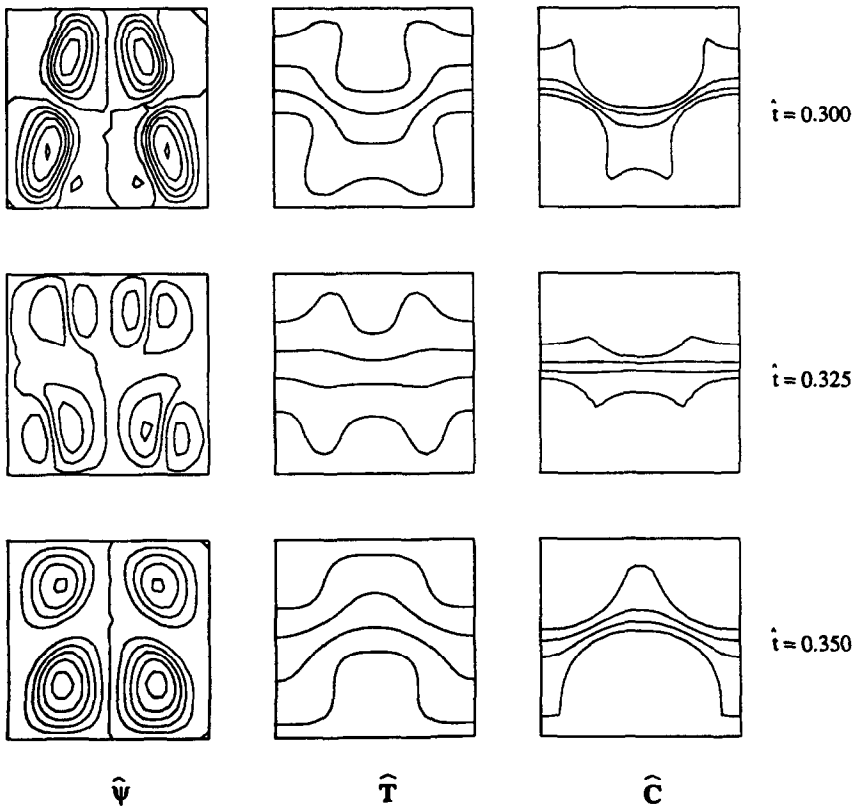 t̂ = 0.300
t̂ = 0.325
t̂ = 0.350
ψ̂ T̂ Ĉ